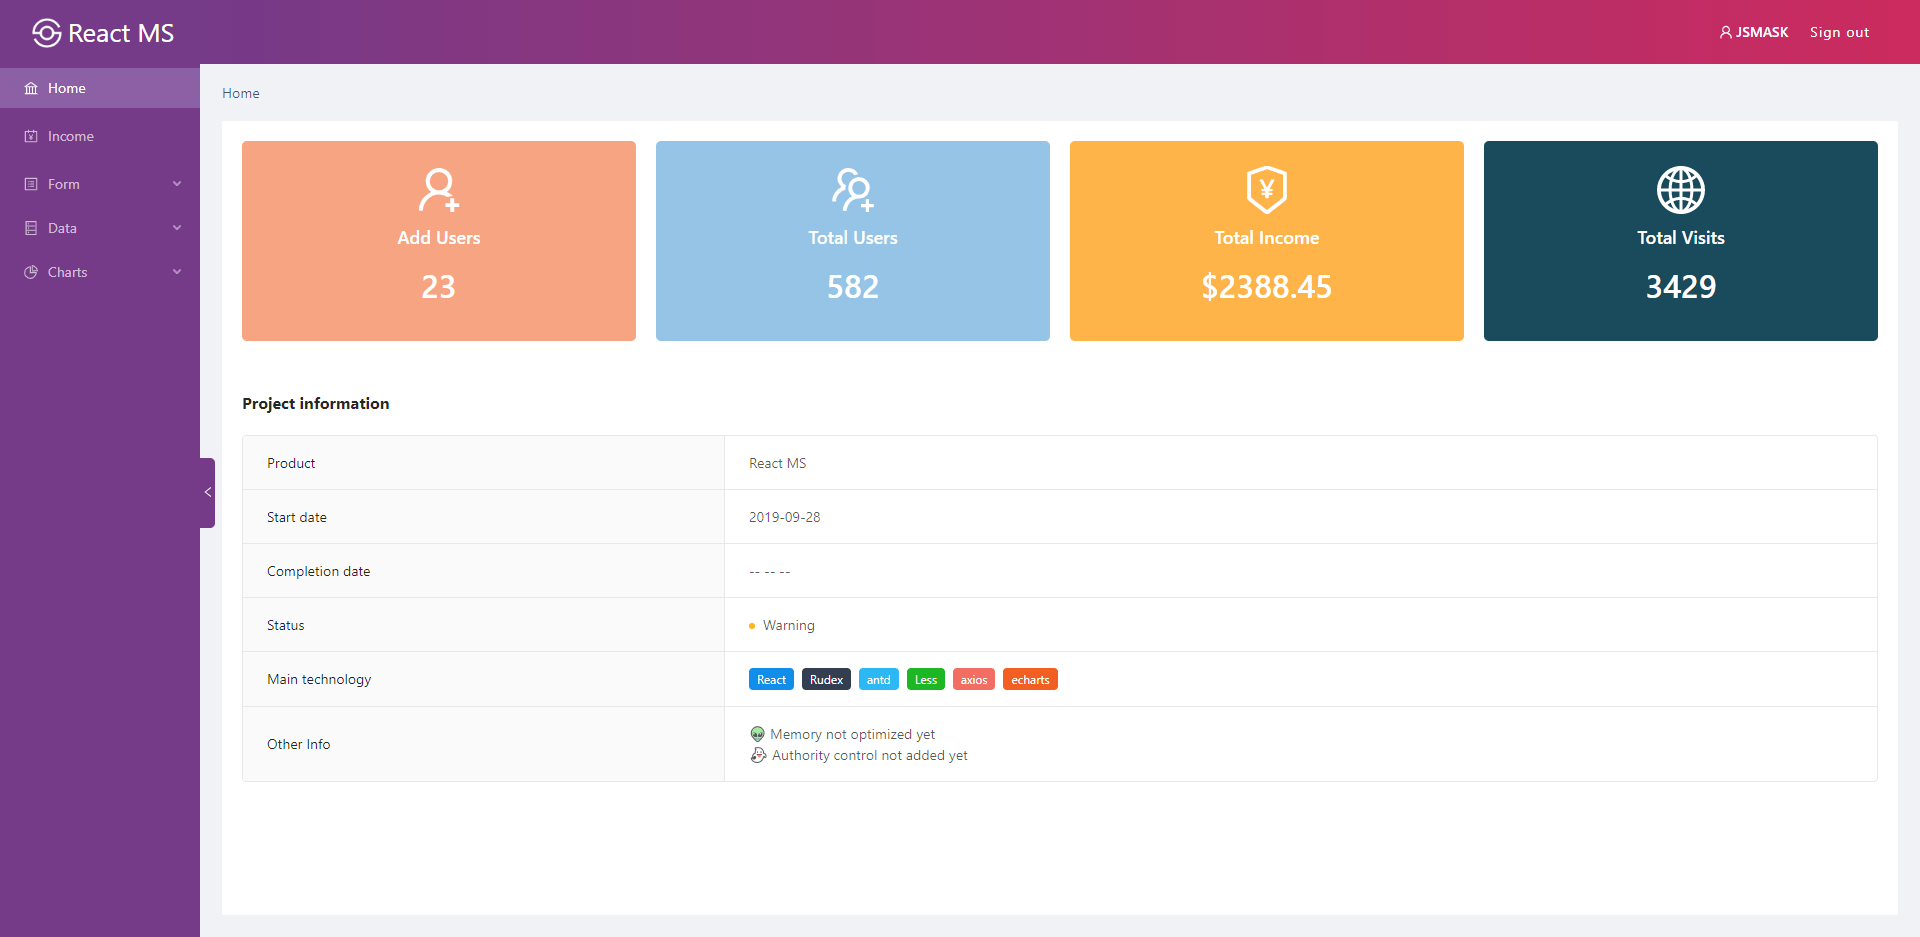 React MS
JSMASK
Sign out
Home
Income
Form
Data
Charts
Home
Add Users
23
Total Users
582
¥
Total Income
$2388.45
Total Visits
3429
Project information
Product
React MS
Start date
2019-09-28
Completion date
-- -- --
Status
Warning
Main technology
React Rudex antd Less axios echarts
Other Info
Memory not optimized yet
Authority control not added yet